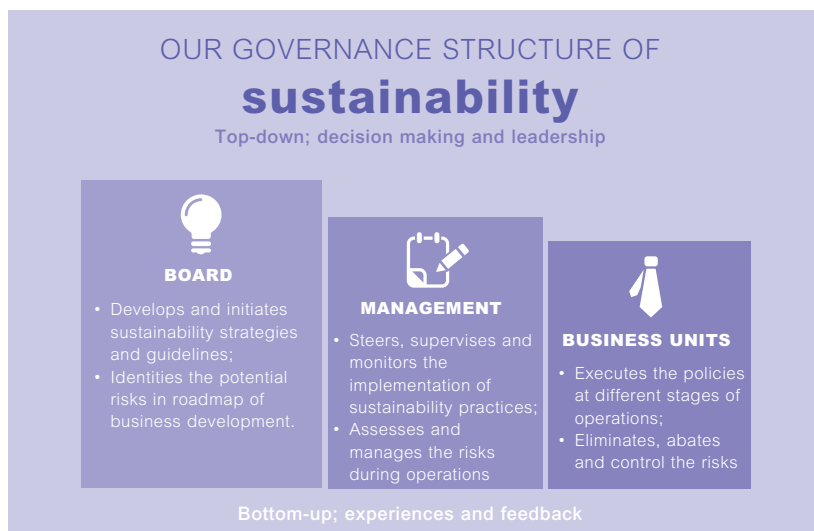 OUR GOVERNANCE STRUCTURE OF
sustainability
Top-down; decision making and leadership
BOARD
• Develops and initiates
sustainability strategies
and guidelines;
• Identities the potential
risks in roadmap of
business development.
MANAGEMENT
• Steers, supervises and
monitors the
implementation of
sustainability practices;
• Assesses and
manages the risks
during operations
BUSINESS UNITS
• Executes the policies
at different stages of
operations;
• Eliminates, abates
and control the risks
Bottom-up; experiences and feedback